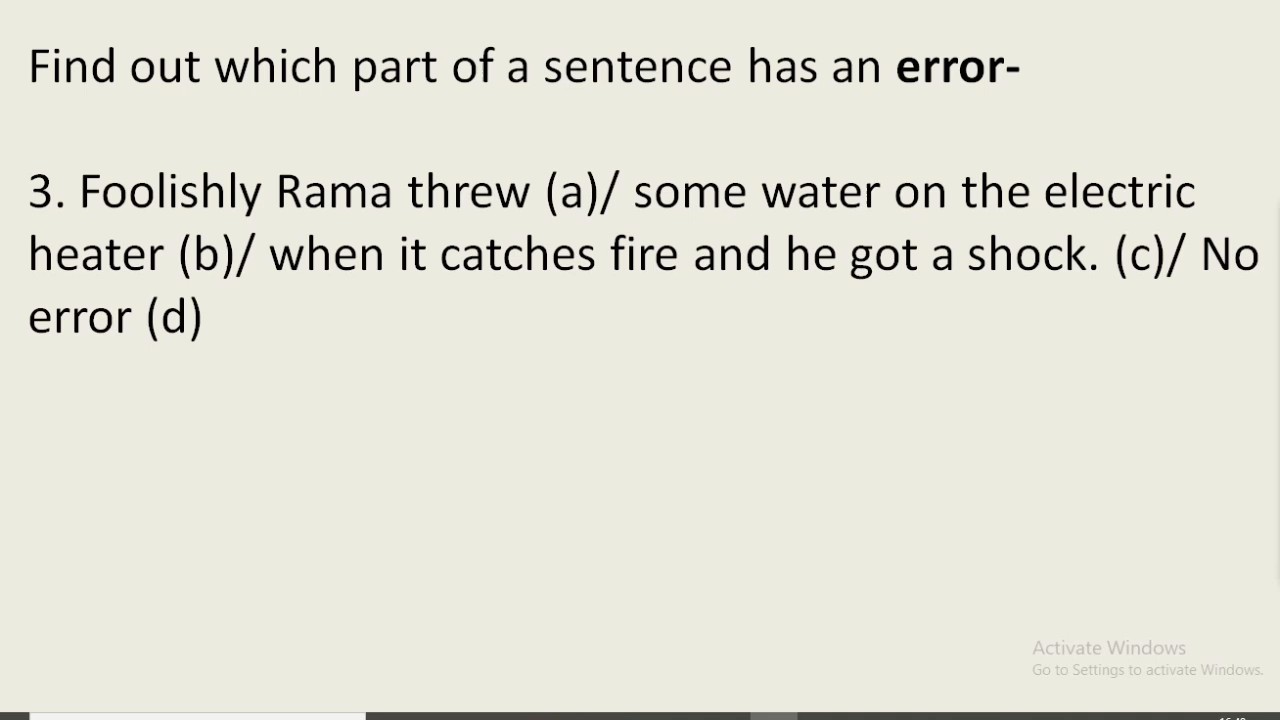 Find out which part of a sentence has an error-
3. Foolishly Rama threw (a)/ some water on the electric
heater (b)/ when it catches fire and he got a shock. (c)/ No
error (d)
Activate Windows
Go to Settings to activate Windows.